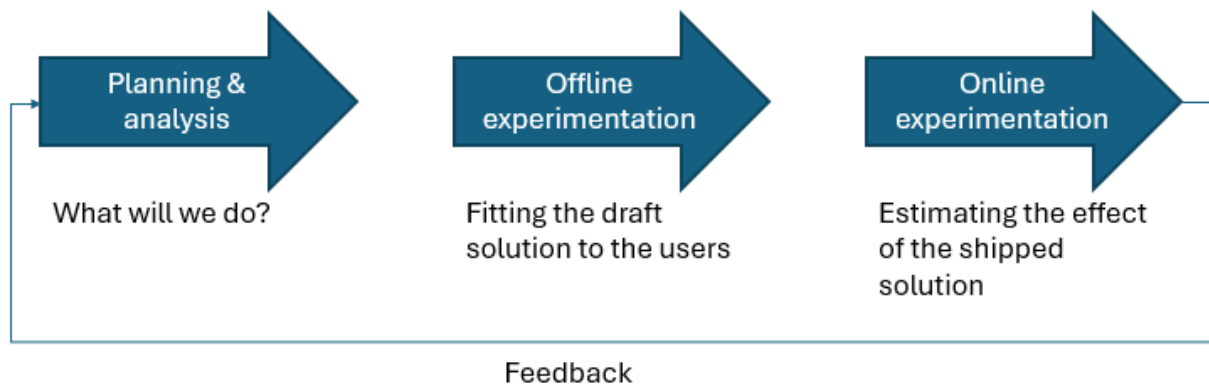 Planning &
analysis
Offline
experimentation
Online
experimentation
What will we do?
Fitting the draft
solution to the users
Estimating the effect
of the shipped
solution
Feedback